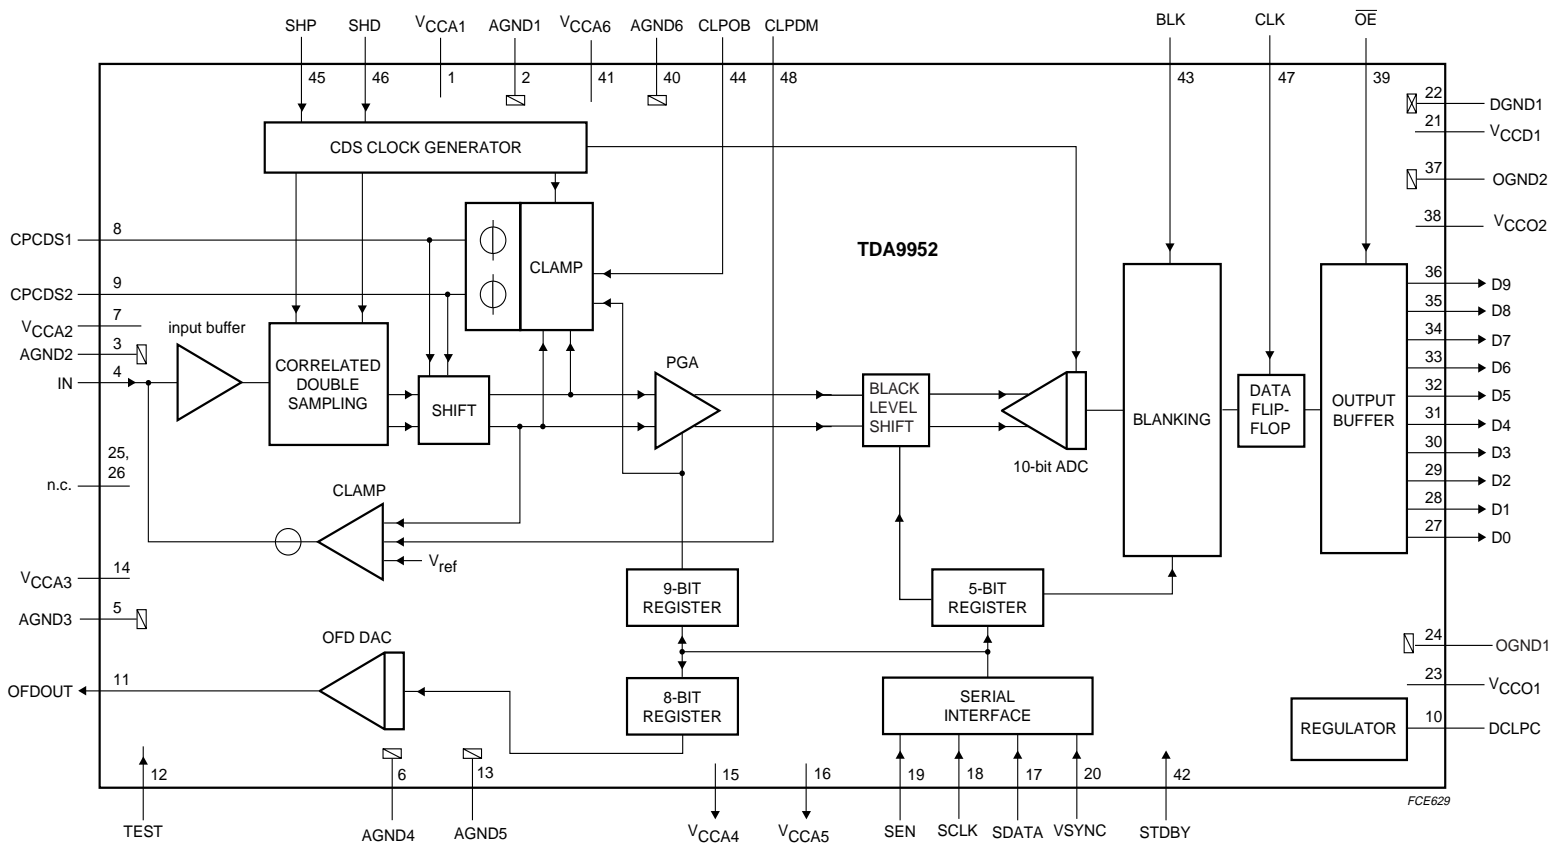 SHP SHD VCCA1 AGND1 VCCA6 AGND6 CLPOB CLPDM BLK CLK OE
45 46 1 2 41 40 44 48 43 47 39
22 DGND1
21 VCCD1
CDS CLOCK GENERATOR
37 OGND2
38 VCCO2
CPCDS1 8
CLAMP
TDA9952
CPCDS2 9
VCCA2 7
AGND2 3
IN 4
input buffer
CORRELATED
DOUBLE
SAMPLING
SHIFT
PGA
BLACK
LEVEL
SHIFT
10-bit ADC
BLANKING
DATA
FLIP-
FLOP
OUTPUT
BUFFER
36 D9
35 D8
34 D7
33 D6
32 D5
31 D4
30 D3
29 D2
28 D1
27 D0
25,
26
n.c.
CLAMP
Vref
VCCA3 14
AGND3 5
9-BIT
REGISTER
5-BIT
REGISTER
OFD DAC
OFDOUT 11
8-BIT
REGISTER
SERIAL
INTERFACE
24 OGND1
23 VCCO1
REGULATOR
10 DCLPC
12 6 13 15 16 19 18 17 20 42
FCE629
TEST AGND4 AGND5 VCCA4 VCCA5 SEN SCLK SDATA VSYNC STDBY